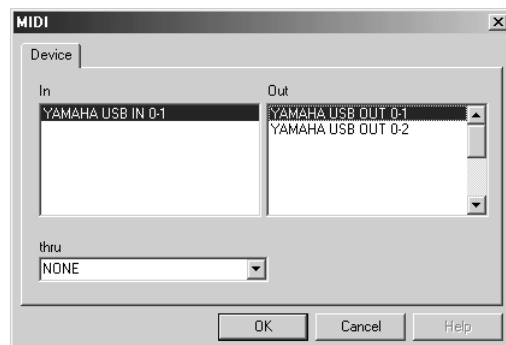 MIDI
Device
In
YAMAHA USB IN 0-1
Out
YAMAHA USB OUT 0-1
YAMAHA USB OUT 0-2
thru
NONE
OK
Cancel
Help